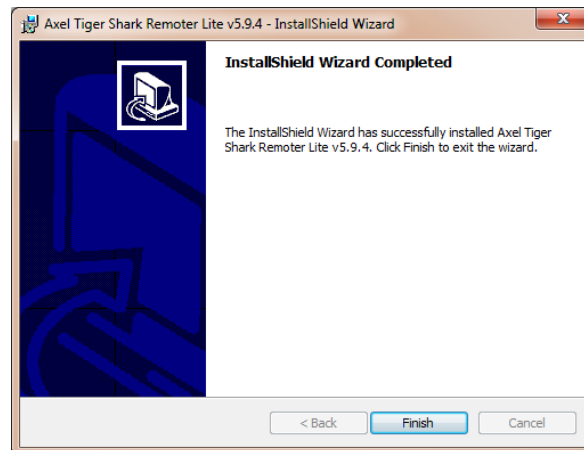 Axel Tiger Shark Remoter Lite v5.9.4 - InstallShield Wizard
InstallShield Wizard Completed
The InstallShield Wizard has successfully installed Axel Tiger
Shark Remoter Lite v5.9.4. Click Finish to exit the wizard.
< Back
Finish
Cancel